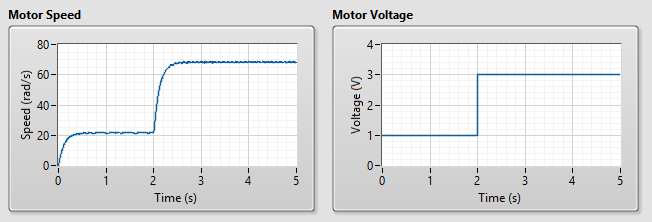 Motor Speed
80
60
40
20
0
Speed (rad/s)
0 1 2 3 4 5
Time (s)
Motor Voltage
4
3
2
1
0
Voltage (V)
0 1 2 3 4 5
Time (s)